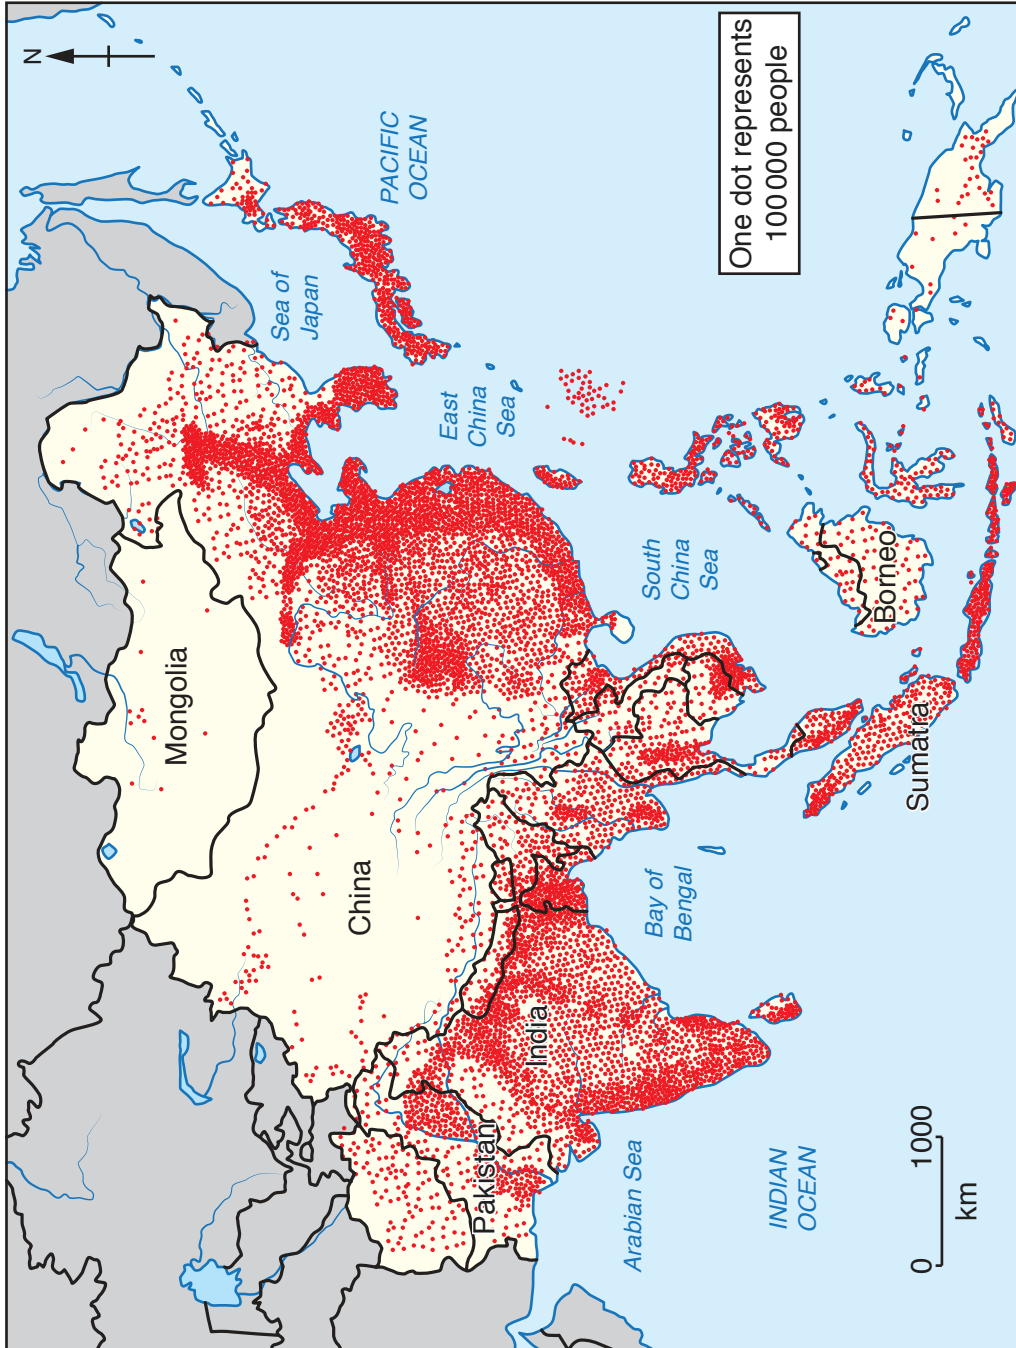 N
Mongolia
China
India
Pakistan
Sea of
Japan
PACIFIC
OCEAN
East
China
Sea
South
China
Sea
Bay of
Bengal
Arabian Sea
INDIAN
OCEAN
Borneo
Sumatra
One dot represents
100 000 people
0 1000
km